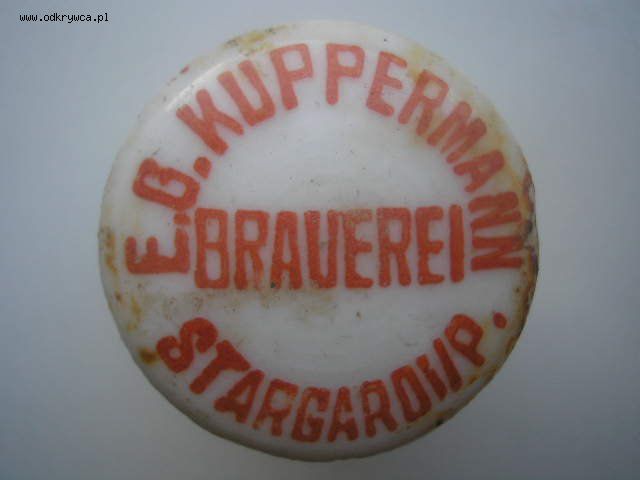 www.odkrywca.pl
E.B. KUPPERMANN
BRAUEREI
STARGARD I/P.